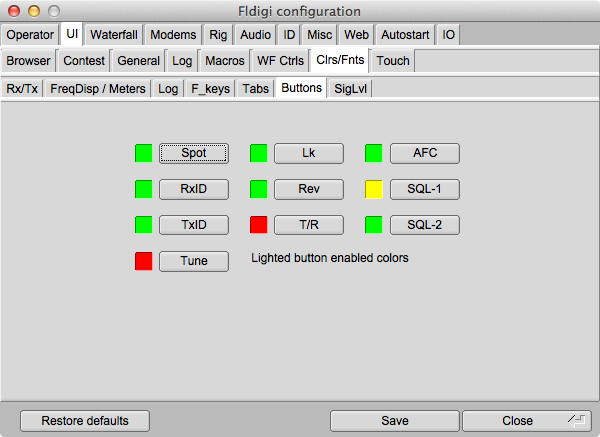 Fldigi configuration
Operator UI Waterfall Modems Rig Audio ID Misc Web Autostart IO
Browser Contest General Log Macros WF Ctrls Clrs/Fnts Touch
Rx/Tx FreqDisp / Meters Log F_keys Tabs Buttons SigLvl
Spot Lk AFC
RxID Rev SQL-1
TxID T/R SQL-2
Tune Lighted button enabled colors
Restore defaults Save Close